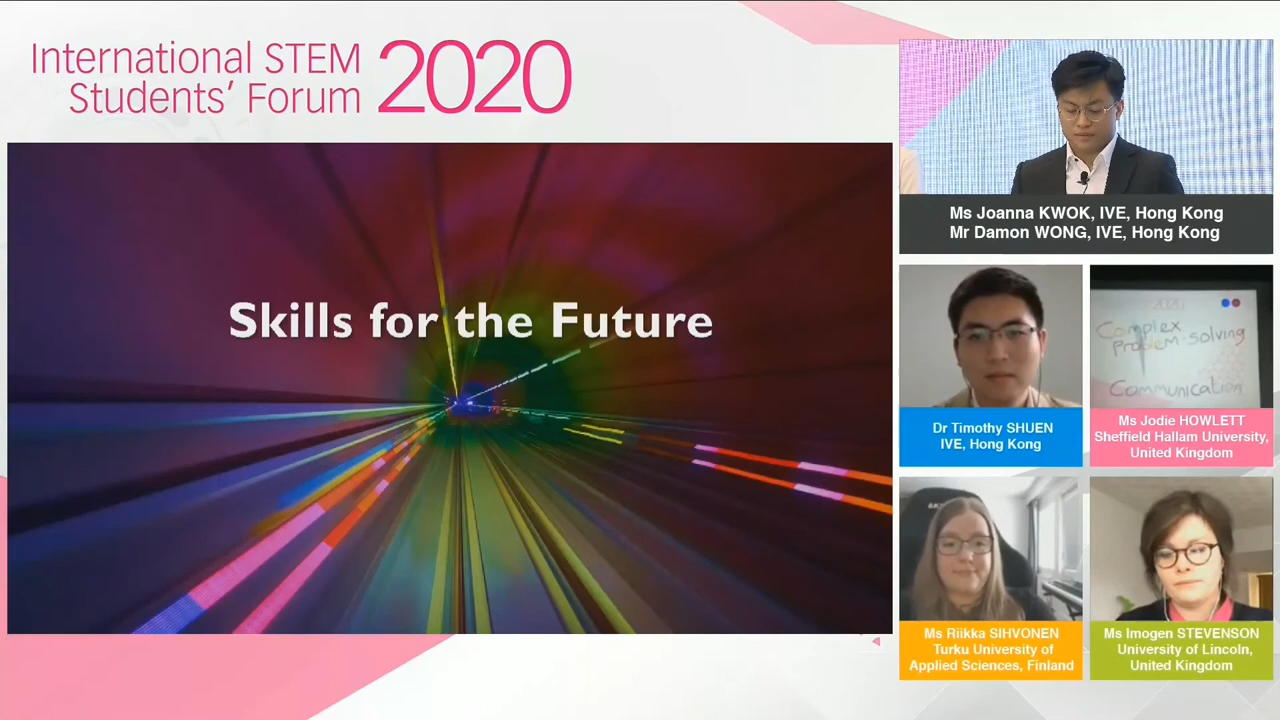 International STEM
Students' Forum
2020
Skills for the Future
Ms Joanna KWOK, IVE, Hong Kong
Mr Damon WONG, IVE, Hong Kong
Dr Timothy SHUEN
IVE, Hong Kong
2020
Complex
Problem-solving
Communication
Ms Jodie HOWLETT
Sheffield Hallam University,
United Kingdom
Ms Riikka SIHVONEN
Turku University of
Applied Sciences, Finland
Ms Imogen STEVENSON
University of Lincoln,
United Kingdom